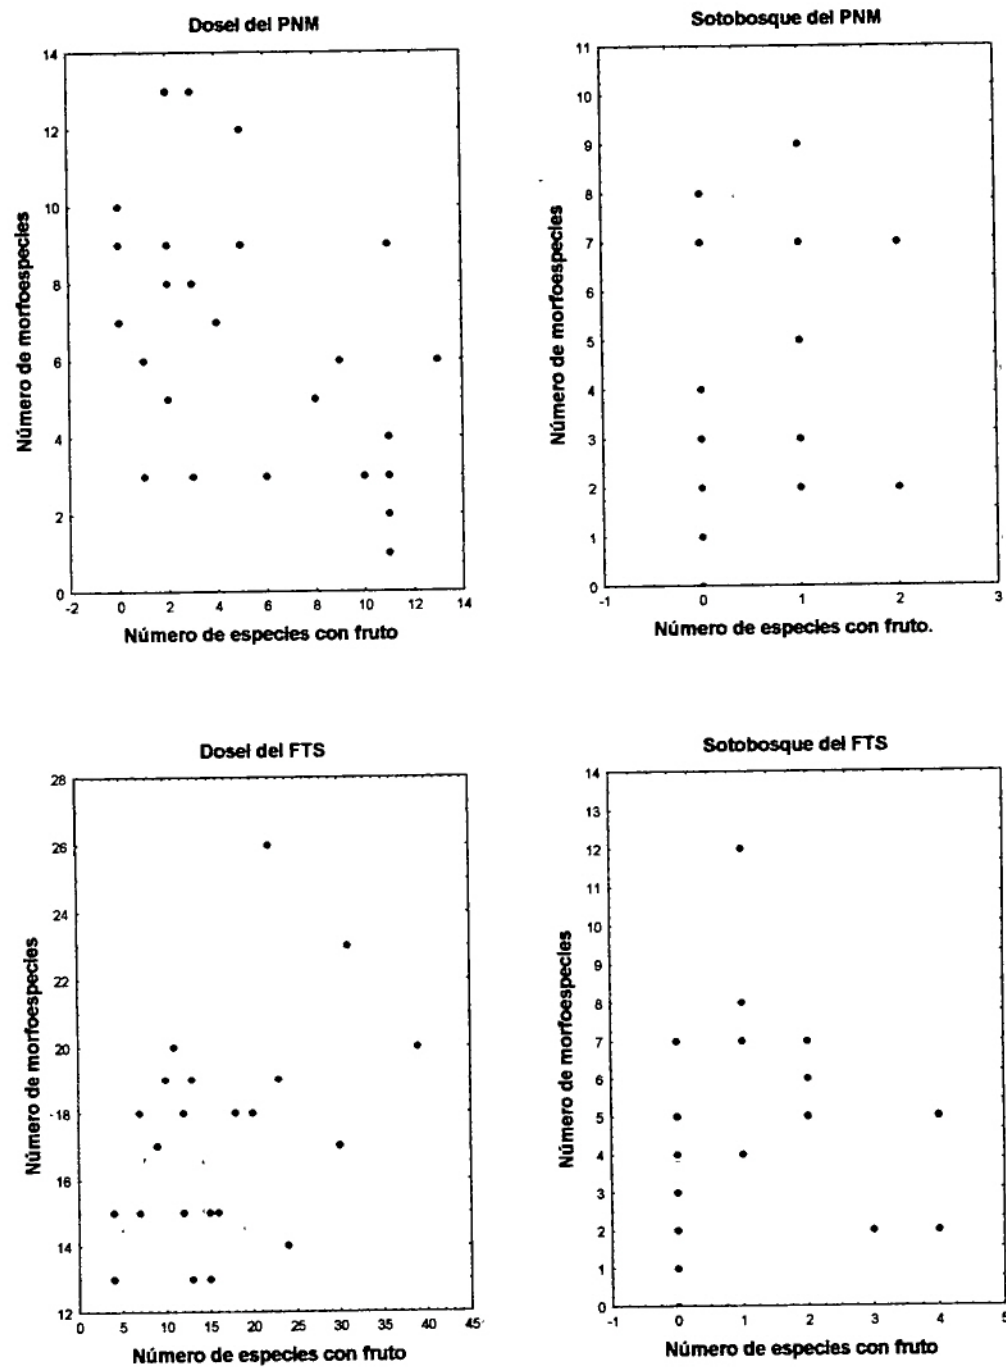 Dosel del PNM
14
12
10
8
6
4
2
0
-2 0 2 4 6 8 10 12 14
Número de morfoespecies
Número de especies con fruto
Sotobosque del PNM
11
10
9
8
7
6
5
4
3
2
1
0
-1 0 1 2 3
Número de morfoespecies
Número de especies con fruto.
Dosel del FTS
28
26
24
22
20
18
16
14
12
0 5 10 15 20 25 30 35 40 45
Número de morfoespecies
Número de especies con fruto
Sotobosque del FTS
14
13
12
11
10
9
8
7
6
5
4
3
2
1
0
-1 0 1 2 3 4 5
Número de morfoespecies
Número de especies con fruto